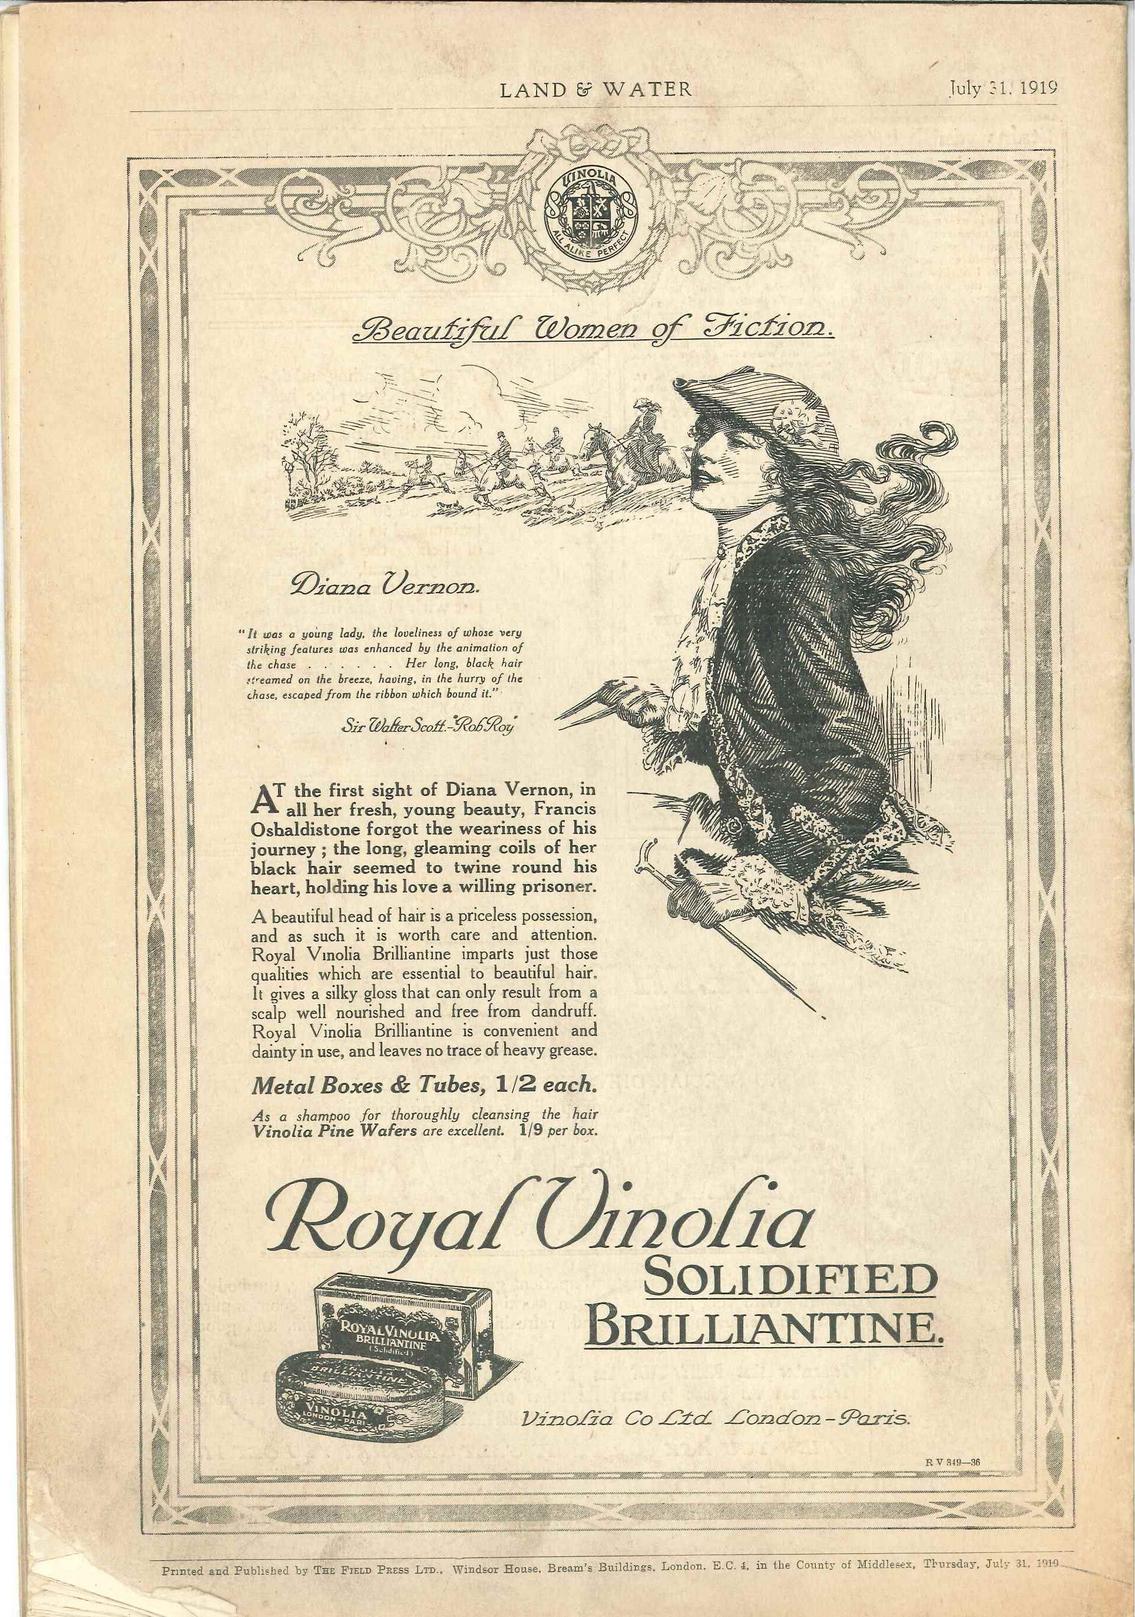 LAND & WATER
July 31, 1919
VINOLIA
ALL ALIKE PERFECT
Beautiful Women of Fiction.
Diana Vernon.
"It was a young lady, the loveliness of whose very
striking features was enhanced by the animation of
the chase . . . . . . Her long, black hair
streamed on the breeze, having, in the hurry of the
chase, escaped from the ribbon which bound it."
Sir Walter Scott.-"Rob Roy"
AT the first sight of Diana Vernon, in
all her fresh, young beauty, Francis
Osbaldistone forgot the weariness of his
journey; the long, gleaming coils of her
black hair seemed to twine round his
heart, holding his love a willing prisoner.
A beautiful head of hair is a priceless possession,
and as such it is worth care and attention.
Royal Vinolia Brilliantine imparts just those
qualities which are essential to beautiful hair.
It gives a silky gloss that can only result from a
scalp well nourished and free from dandruff.
Royal Vinolia Brilliantine is convenient and
dainty in use, and leaves no trace of heavy grease.
Metal Boxes & Tubes, 1/2 each.
As a shampoo for thoroughly cleansing the hair
Vinolia Pine Wafers are excellent. 1/9 per box.
Royal Vinolia
SOLIDIFIED
BRILLIANTINE.
ROYAL VINOLIA
BRILLIANTINE
(Solidified)
BRILLIANTINE
VINOLIA
LONDON-PARIS
Vinolia Co Ltd. London-Paris.
R V 349—36
Printed and Published by THE FIELD PRESS LTD., Windsor House, Bream's Buildings, London, E.C. 4, in the County of Middlesex, Thursday, July 31, 1919